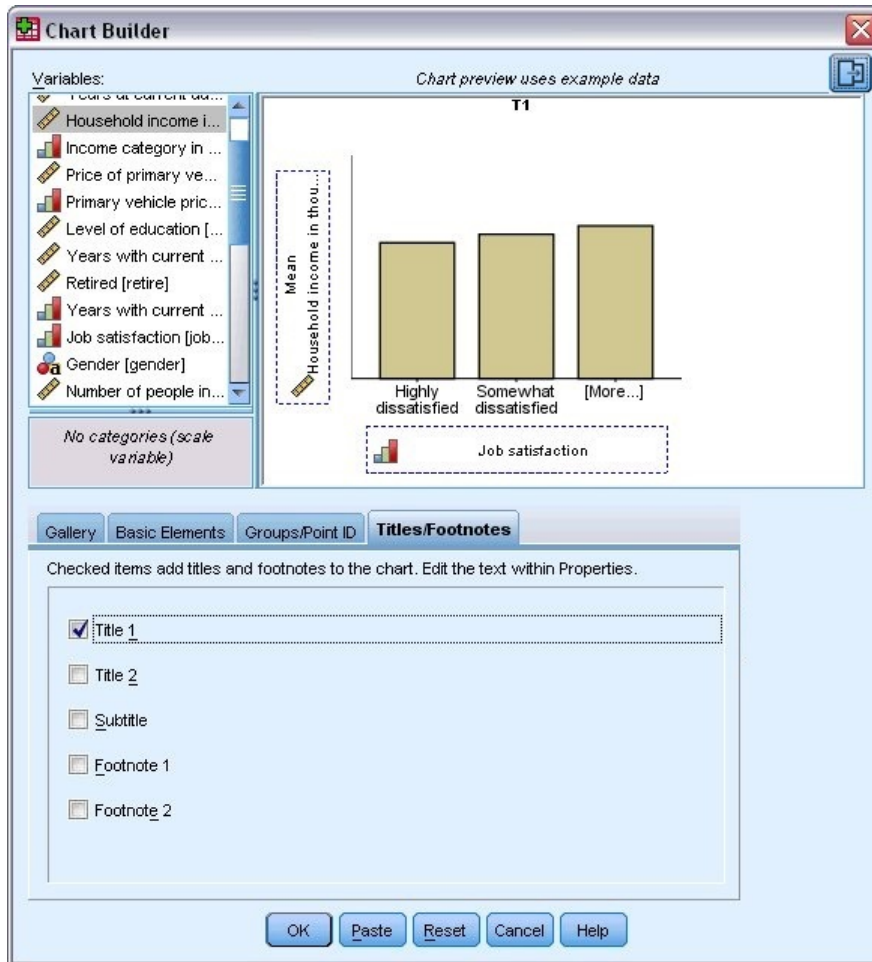 Chart Builder
Variables:
Chart preview uses example data
Household income i...
Income category in ...
Price of primary ve...
Primary vehicle pric...
Level of education [...
Years with current ...
Retired [retire]
Years with current ...
Job satisfaction [job...
Gender [gender]
Number of people in...
No categories (scale
variable)
T1
Mean
Household income in thou...
Highly
dissatisfied
Somewhat
dissatisfied
[More...]
Job satisfaction
Gallery
Basic Elements
Groups/Point ID
Titles/Footnotes
Checked items add titles and footnotes to the chart. Edit the text within Properties.
Title 1
Title 2
Subtitle
Footnote 1
Footnote 2
OK
Paste
Reset
Cancel
Help